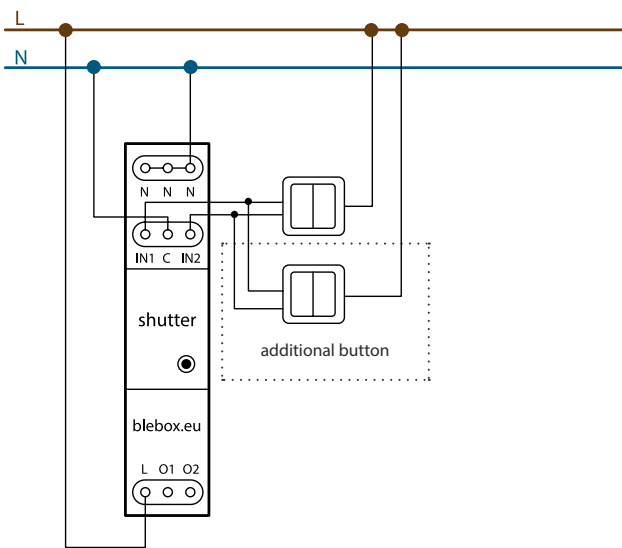 L
N
N N N
IN1 C IN2
shutter
additional button
blebox.eu
L O1 O2